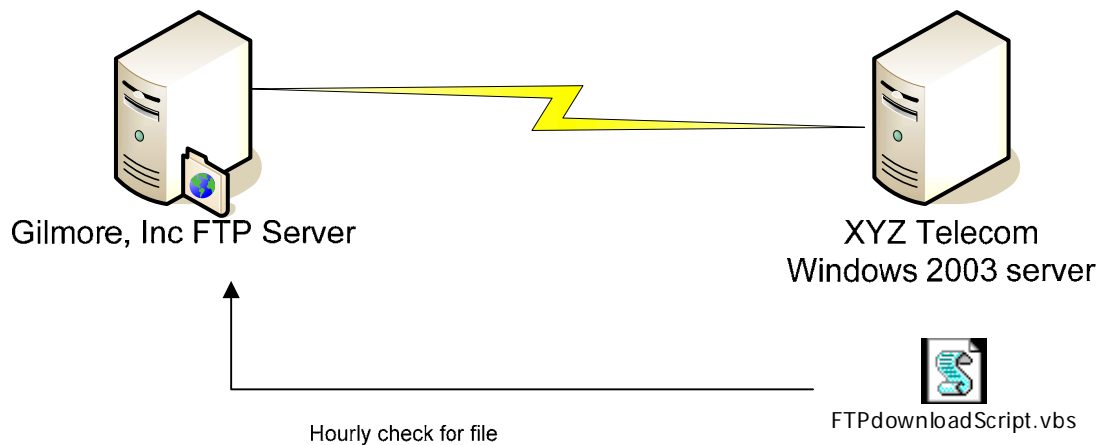 Gilmore, Inc FTP Server
XYZ Telecom
Windows 2003 server
FTPdownloadScript.vbs
Hourly check for file